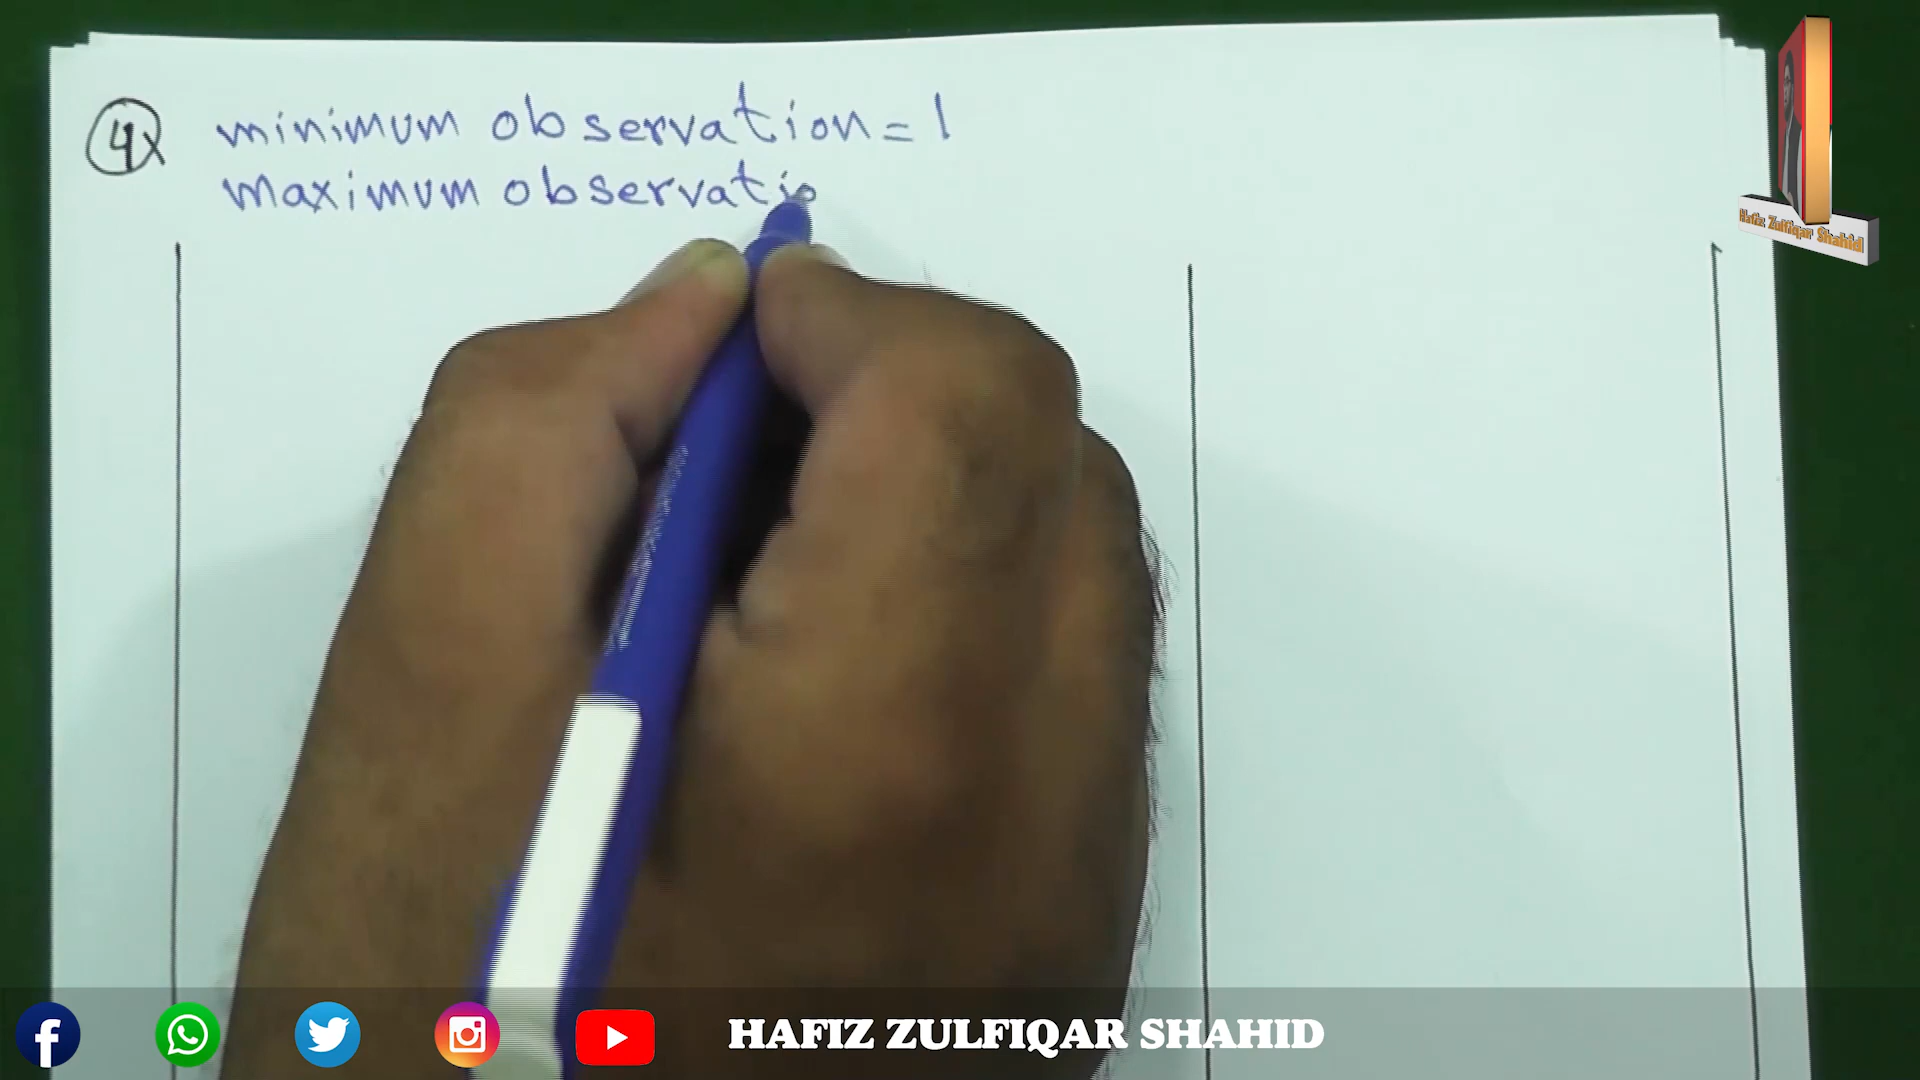 4x minimum observation = 1
maximum observatio
Hafiz Zulfiqar Shahid
HAFIZ ZULFIQAR SHAHID